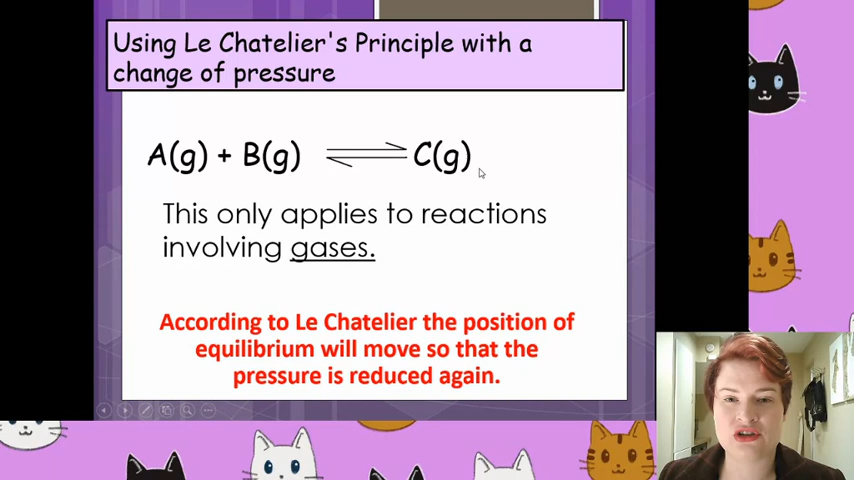 Using Le Chatelier's Principle with a
change of pressure
A(g) + B(g) ⇌ C(g)
This only applies to reactions
involving gases.
According to Le Chatelier the position of
equilibrium will move so that the
pressure is reduced again.